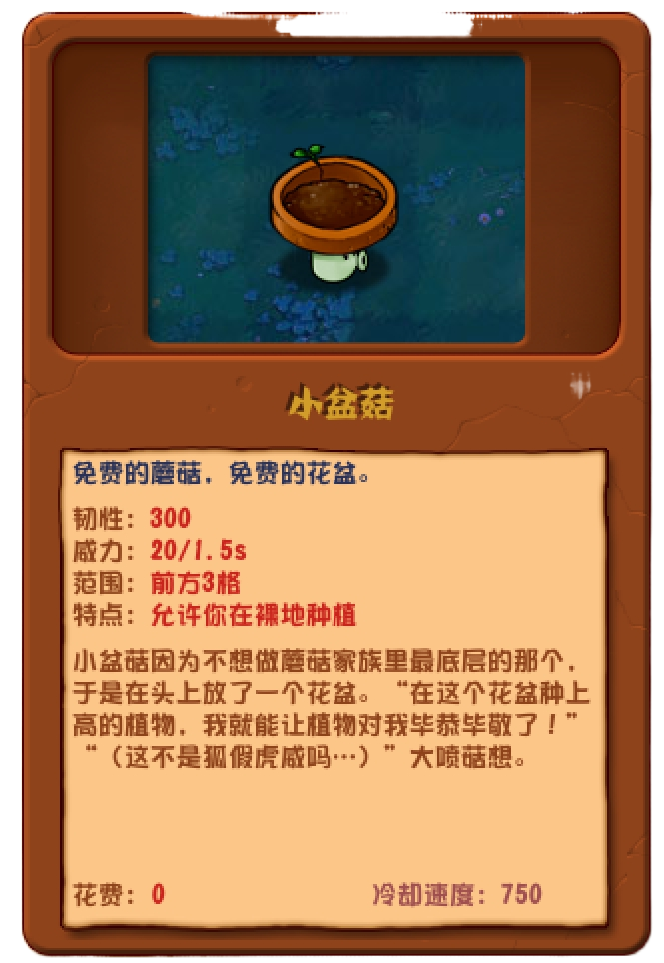 小盆菇
免费的蘑菇，免费的花盆。
韧性：300
威力：20/1.5s
范围：前方3格
特点：允许你在裸地种植
小盆菇因为不想做蘑菇家族里最底层的那个，
于是在头上放了一个花盆。“在这个花盆种上
高的植物，我就能让植物对我毕恭毕敬了！”
“（这不是狐假虎威吗…）”大喷菇想。
花费：0 冷却速度：750